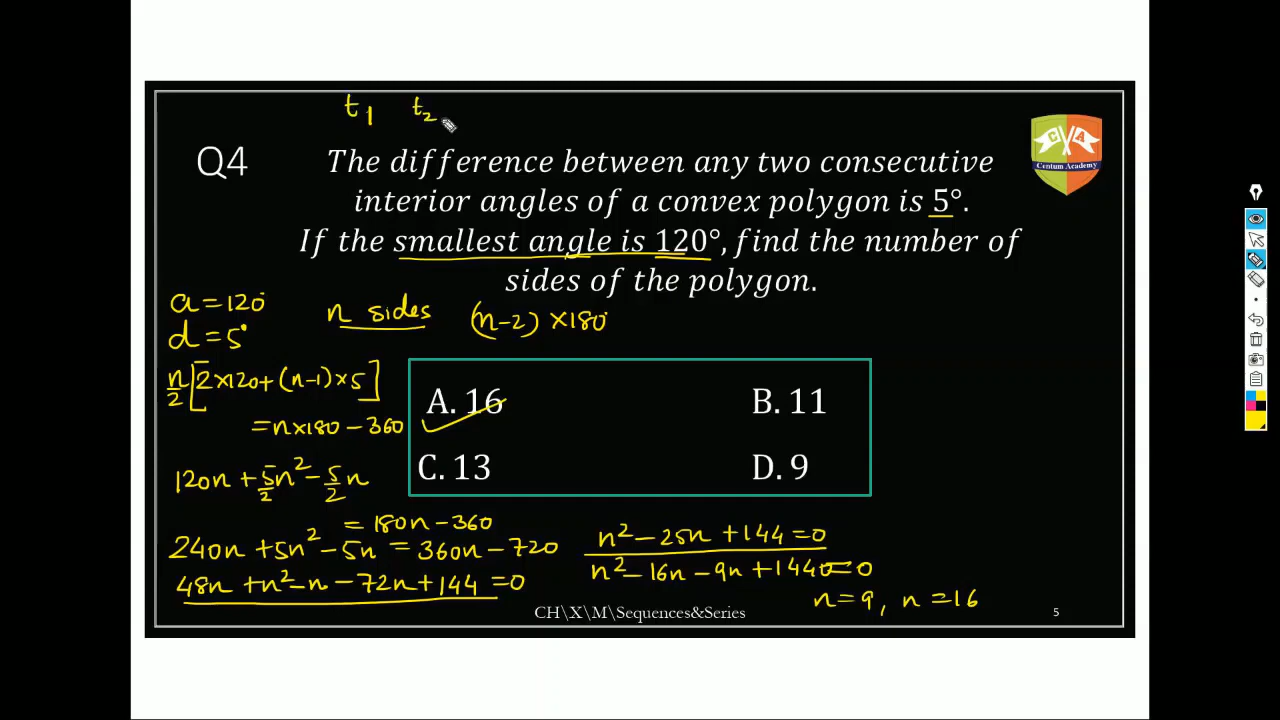 t1 t2
Q4 The difference between any two consecutive
interior angles of a convex polygon is 5°.
If the smallest angle is 120°, find the number of
sides of the polygon.
Centum Academy
a = 120°
d = 5°
n sides (n-2) × 180°
n/2 [2 × 120 + (n-1) × 5]
= n × 180 - 360
A. 16 B. 11
C. 13 D. 9
120n + 5/2 n² - 5/2 n
= 180n - 360
240n + 5n² - 5n = 360n - 720
48n + n² - n - 72n + 144 = 0
n² - 25n + 144 = 0
n² - 16n - 9n + 144 = 0
n = 9, n = 16
CH\X\M\Sequences&Series 5